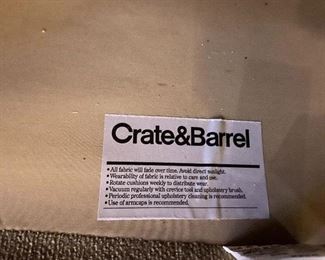 Crate&Barrel
• All fabric will fade over time. Avoid direct sunlight.
• Wearability of fabric is relative to care and use.
• Rotate cushions weekly to distribute wear.
• Vacuum regularly with crevice tool and upholstery brush.
• Periodic professional upholstery cleaning is recommended.
• Use of armcaps is recommended.